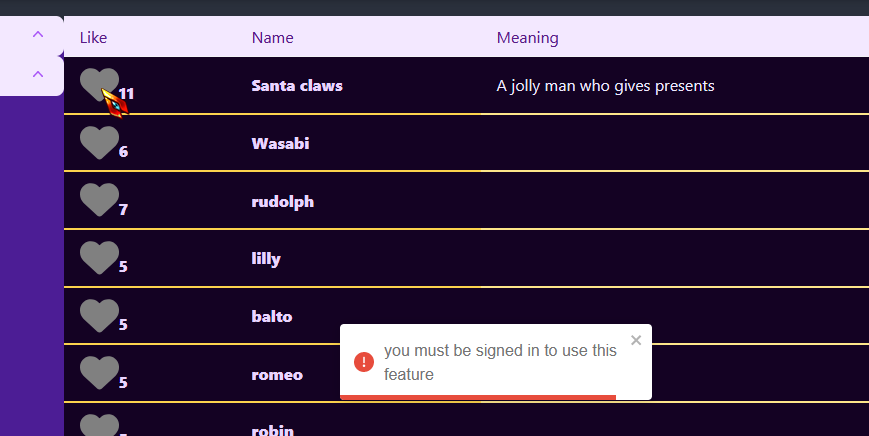 Like Name Meaning
11 Santa claws A jolly man who gives presents
6 Wasabi
7 rudolph
5 lilly
5 balto
you must be signed in to use this
feature
5 romeo
robin